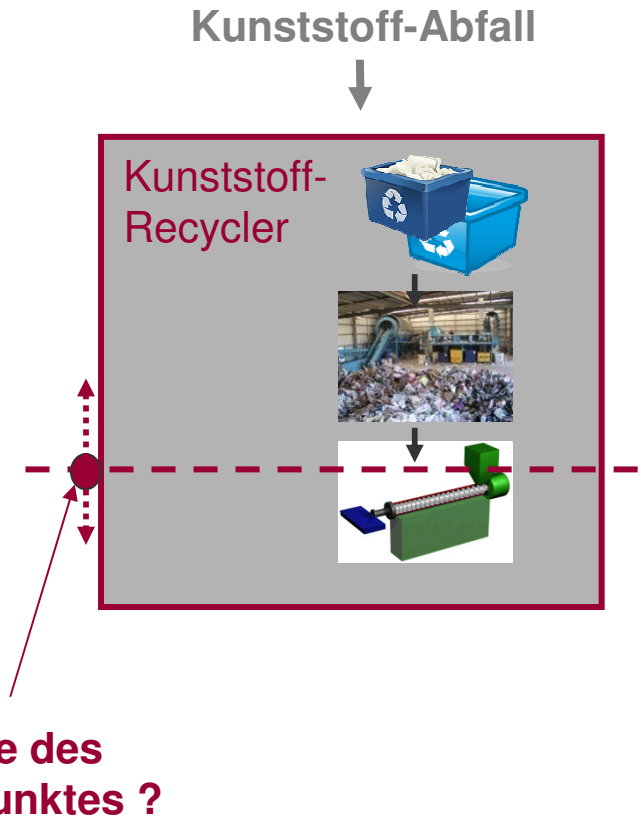 Kunststoff-Abfall
Kunststoff-
Recycler
e des
unktes ?